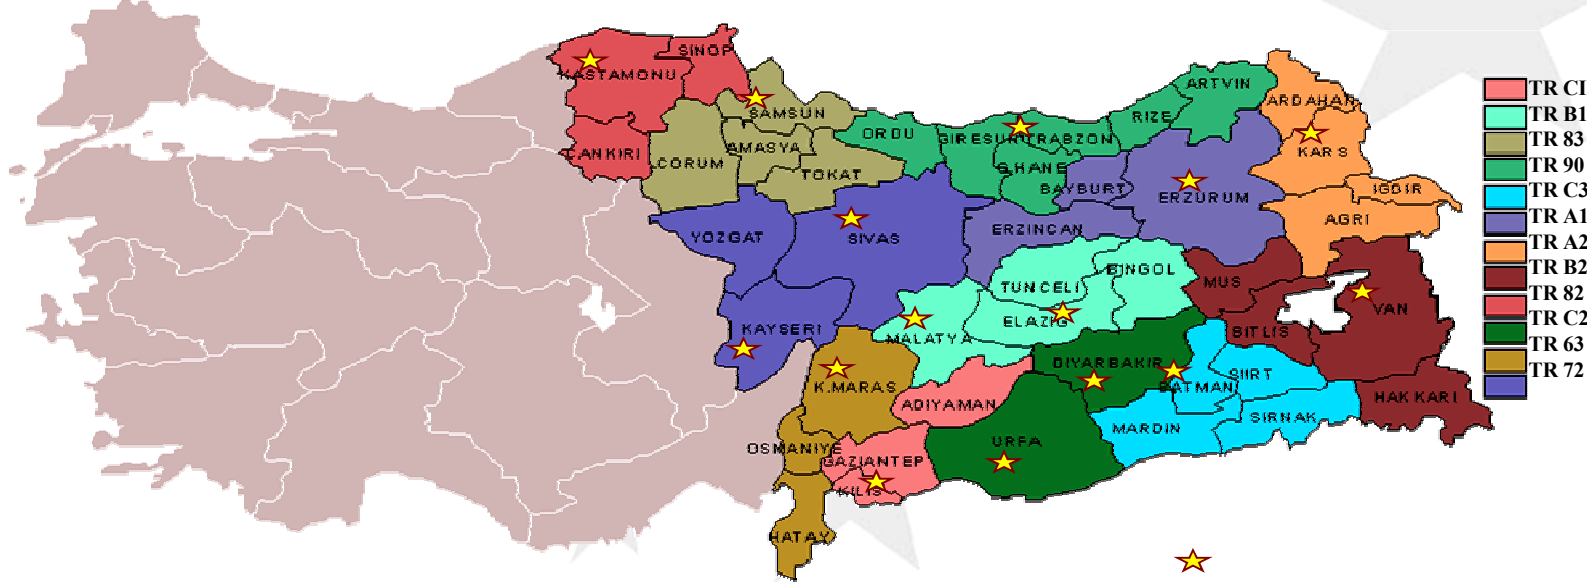 SINOP
KASTAMONU
ARTVIN
TR CI
ARDAHAN
SAMSUN
TR B1
RIZE
ORDU
GIRESUN
TRABZON
TR 83
AMASYA
KARS
CANKIRI
CORUM
TR 90
G.HANE
TOKAT
BAYBURT
IGDIR
TR C3
ERZURUM
TR A1
AGRI
ERZINCAN
YOZGAT
SIVAS
TR A2
BINGOL
TR B2
MUS
TUNCELI
TR 82
VAN
ELAZIG
KAYSERI
BITLIS
TR C2
MALATYA
TR 63
DIYARBAKIR
SIIRT
TR 72
K.MARAS
BATMAN
HAKKARI
ADIYAMAN
SIRNAK
MARDIN
URFA
OSMANIYE
GAZIANTEP
KILIS
HATAY